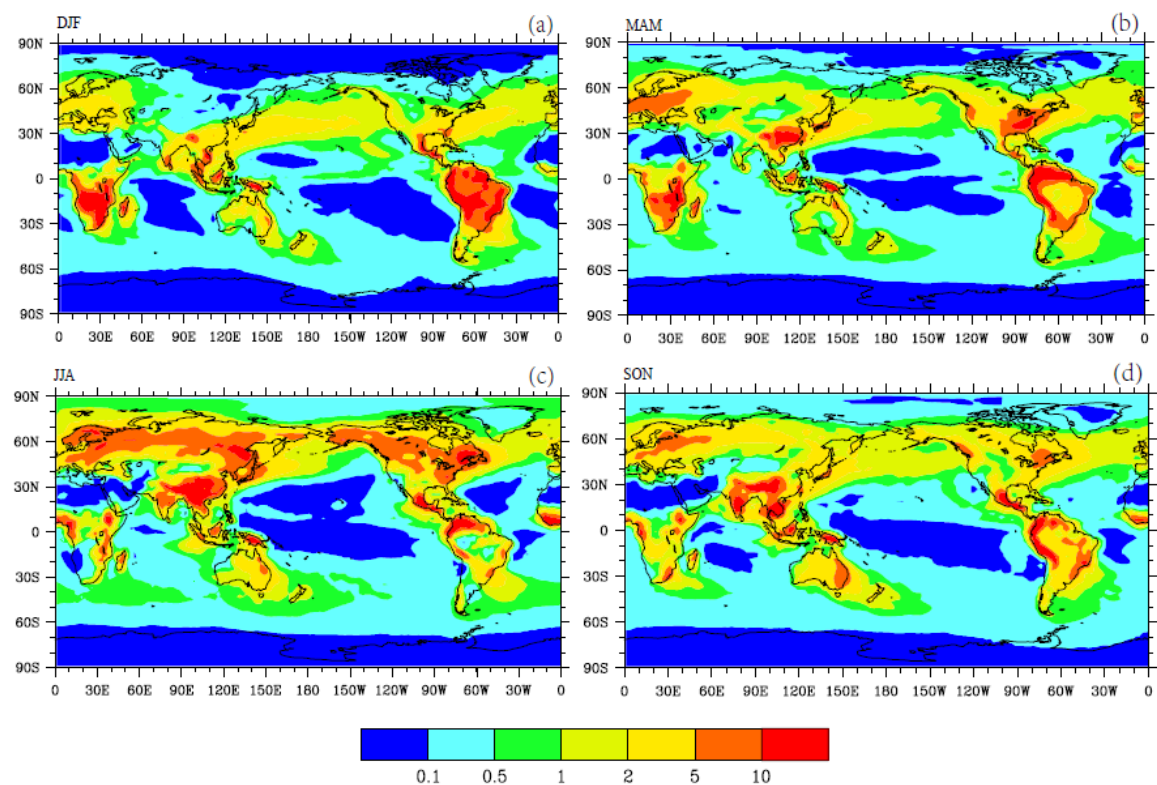 DJF (a)
90N
60N
30N
0
30S
60S
90S
0 30E 60E 90E 120E 150E 180 150W 120W 90W 60W 30W 0
MAM (b)
90N
60N
30N
0
30S
60S
90S
0 30E 60E 90E 120E 150E 180 150W 120W 90W 60W 30W 0
JJA (c)
90N
60N
30N
0
30S
60S
90S
0 30E 60E 90E 120E 150E 180 150W 120W 90W 60W 30W 0
SON (d)
90N
60N
30N
0
30S
60S
90S
0 30E 60E 90E 120E 150E 180 150W 120W 90W 60W 30W
0.1 0.5 1 2 5 10